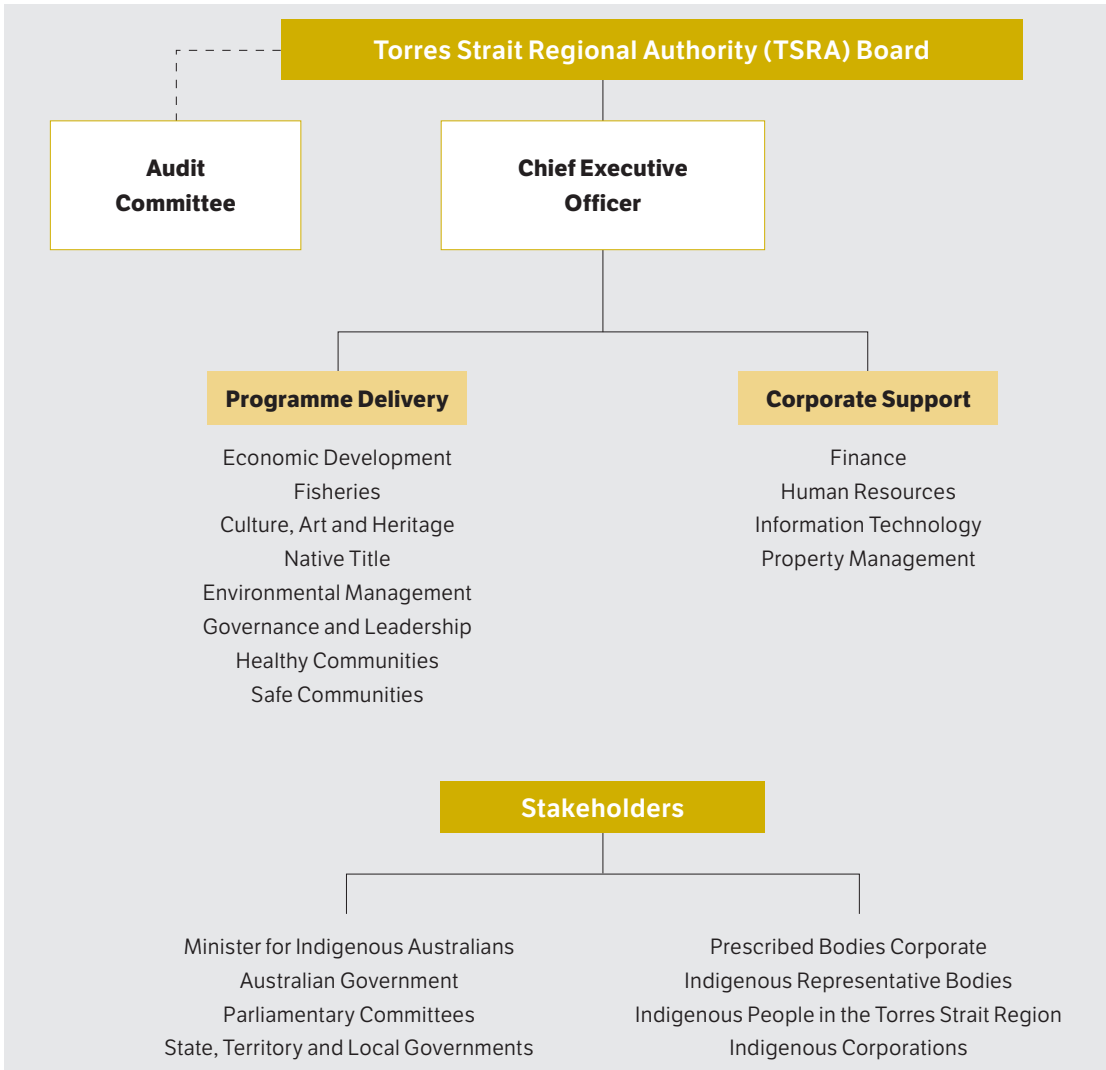 Torres Strait Regional Authority (TSRA) Board
Audit
Committee
Chief Executive
Officer
Programme Delivery
Economic Development
Fisheries
Culture, Art and Heritage
Native Title
Environmental Management
Governance and Leadership
Healthy Communities
Safe Communities
Corporate Support
Finance
Human Resources
Information Technology
Property Management
Stakeholders
Minister for Indigenous Australians
Australian Government
Parliamentary Committees
State, Territory and Local Governments
Prescribed Bodies Corporate
Indigenous Representative Bodies
Indigenous People in the Torres Strait Region
Indigenous Corporations